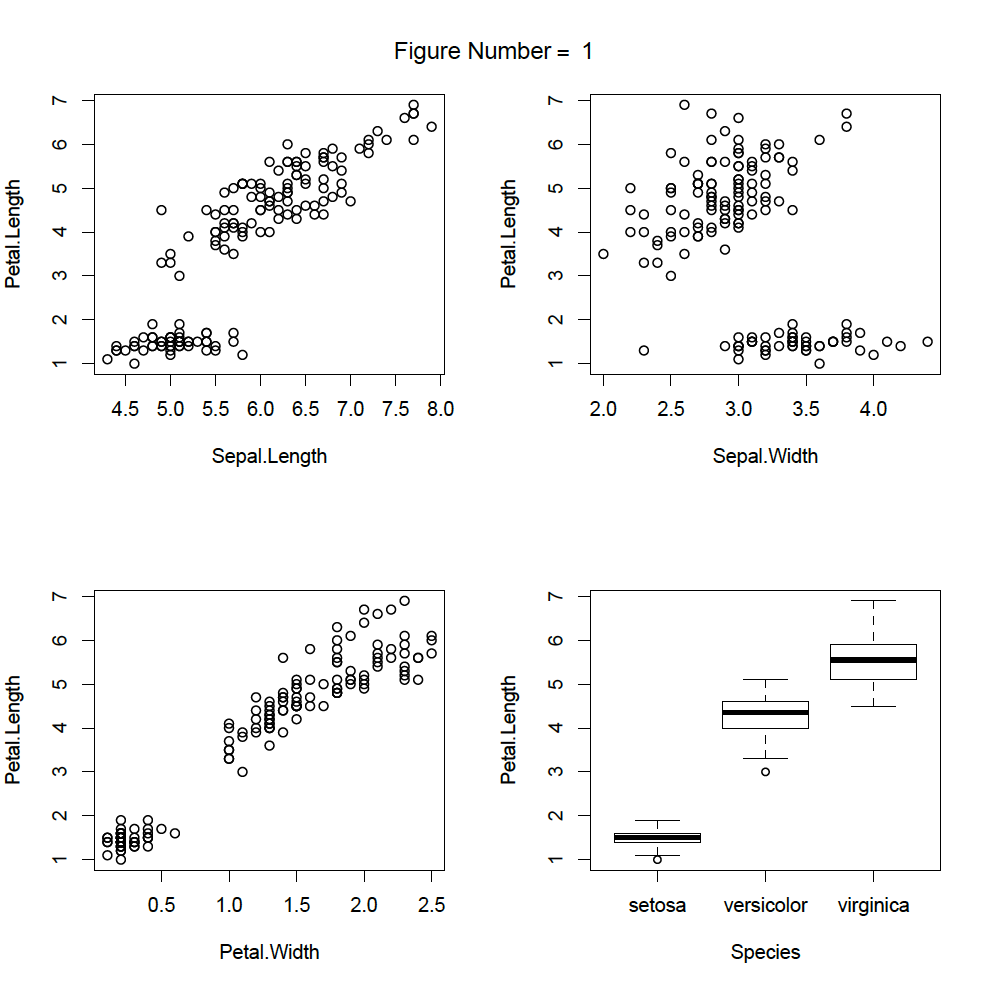 Figure Number = 1
Petal.Length
7
6
5
4
3
2
1
4.5 5.0 5.5 6.0 6.5 7.0 7.5 8.0
Sepal.Length
Petal.Length
7
6
5
4
3
2
1
2.0 2.5 3.0 3.5 4.0
Sepal.Width
Petal.Length
7
6
5
4
3
2
1
0.5 1.0 1.5 2.0 2.5
Petal.Width
Petal.Length
7
6
5
4
3
2
1
setosa versicolor virginica
Species